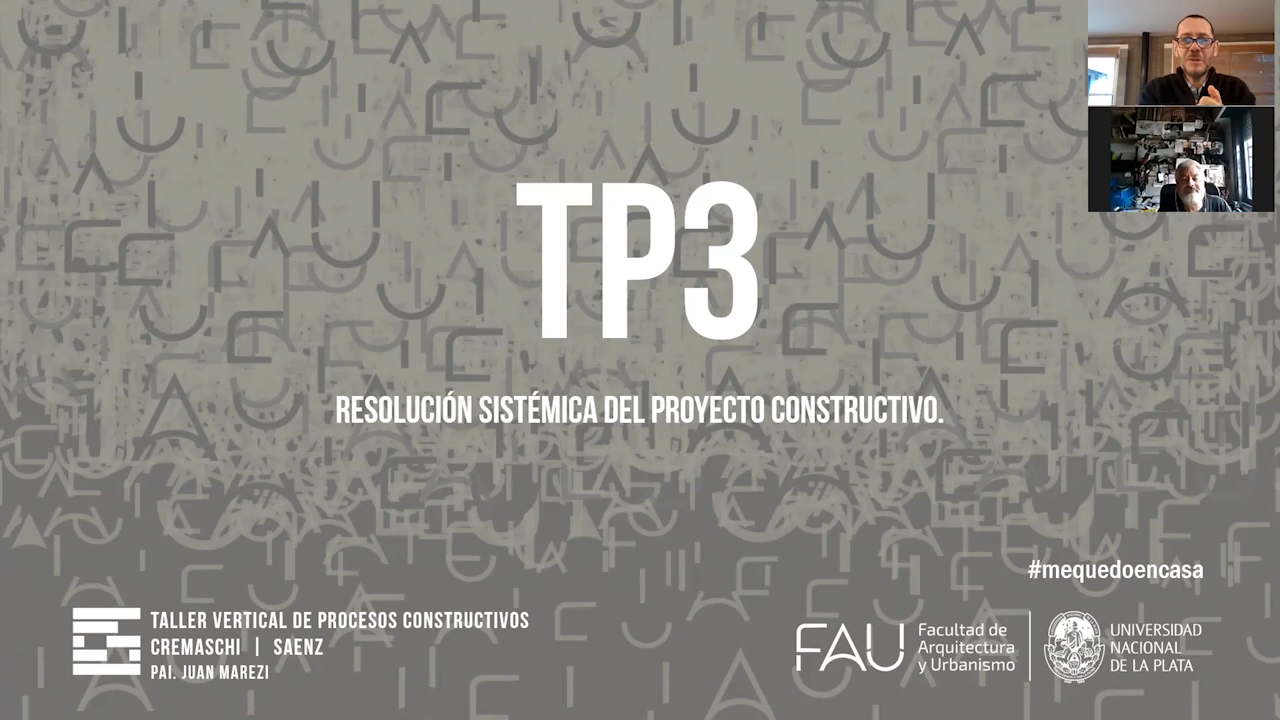 TP3
RESOLUCIÓN SISTÉMICA DEL PROYECTO CONSTRUCTIVO.
#mequedoencasa
TALLER VERTICAL DE PROCESOS CONSTRUCTIVOS
CREMASCHI | SAENZ
PAI. JUAN MAREZI
FAU
Facultad de
Arquitectura
y Urbanismo
UNIVERSIDAD
NACIONAL
DE LA PLATA